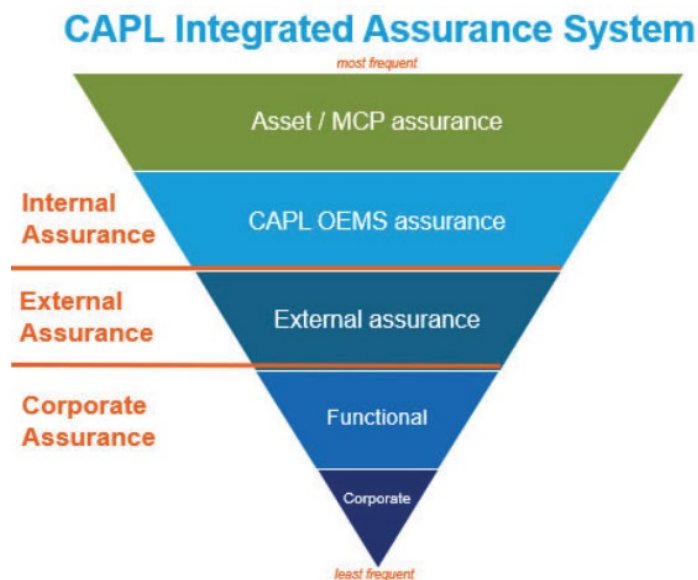 CAPL Integrated Assurance System
most frequent
Asset / MCP assurance
Internal
Assurance
CAPL OEMS assurance
External
Assurance
External assurance
Corporate
Assurance
Functional
Corporate
least frequent